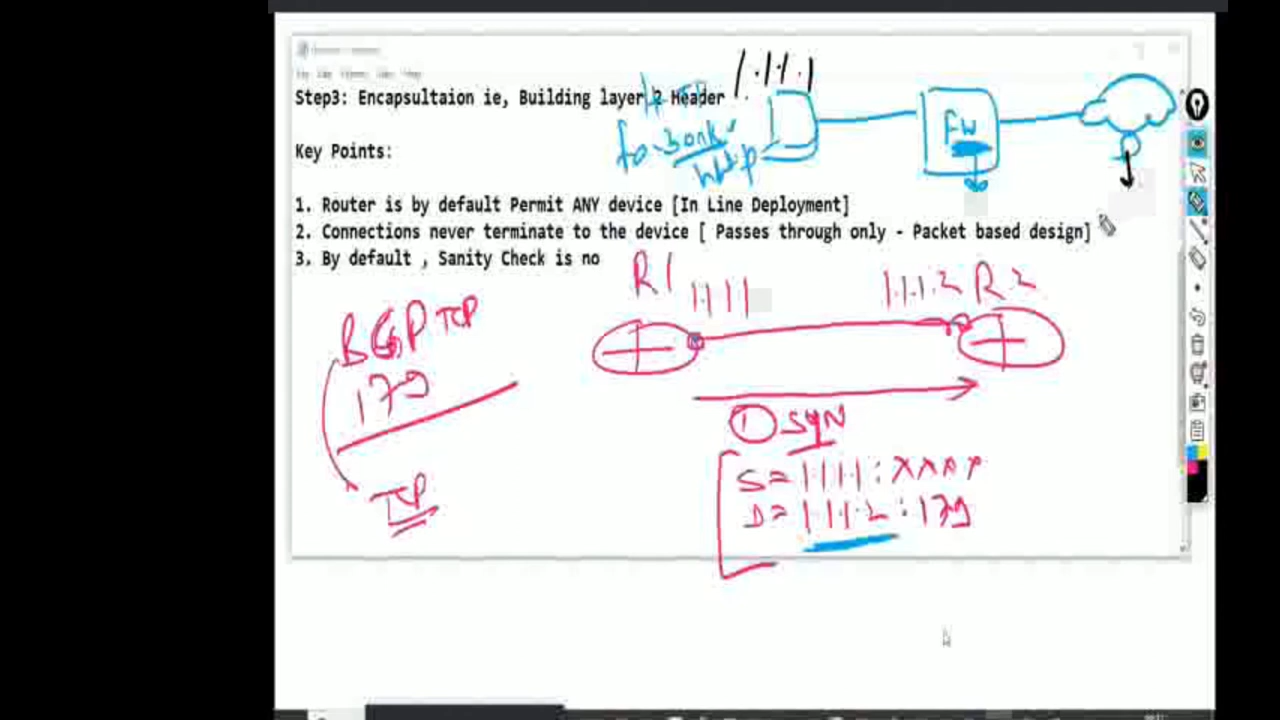 1.1.1.1
Step3: Encapsultaion ie, Building layer 2 Header
FW
to
http
Key Points:
1. Router is by default Permit ANY device [In Line Deployment]
2. Connections never terminate to the device [ Passes through only - Packet based design]
3. By default , Sanity Check is no
R1
1.1.1.1
1.1.1.2 R2
BGP TCP
179
TCP
① SYN
S= 1.1.1.1 : XXXX
D= 1.1.1.2 : 179